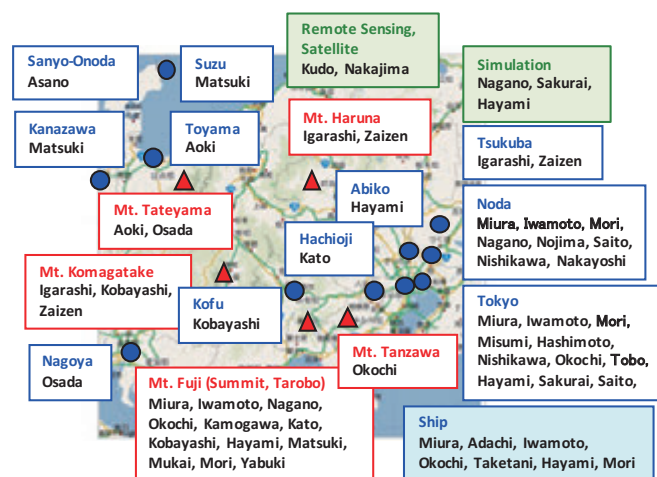 Remote Sensing,
Satellite
Kudo, Nakajima
Sanyo-Onoda
Asano
Suzu
Matsuki
Simulation
Nagano, Sakurai,
Hayami
Kanazawa
Matsuki
Toyama
Aoki
Mt. Haruna
Igarashi, Zaizen
Tsukuba
Igarashi, Zaizen
Abiko
Hayami
Mt. Tateyama
Aoki, Osada
Noda
Miura, Iwamoto, Mori,
Nagano, Nojima, Saito,
Nishikawa, Nakayoshi
Hachioji
Kato
Mt. Komagatake
Igarashi, Kobayashi,
Zaizen
Kofu
Kobayashi
Tokyo
Miura, Iwamoto, Mori,
Misumi, Hashimoto,
Nishikawa, Okochi, Tobo,
Hayami, Sakurai, Saito,
Nagoya
Osada
Mt. Tanzawa
Okochi
Mt. Fuji (Summit, Tarobo)
Miura, Iwamoto, Nagano,
Okochi, Kamogawa, Kato,
Kobayashi, Hayami, Matsuki,
Mukai, Mori, Yabuki
Ship
Miura, Adachi, Iwamoto,
Okochi, Taketani, Hayami, Mori